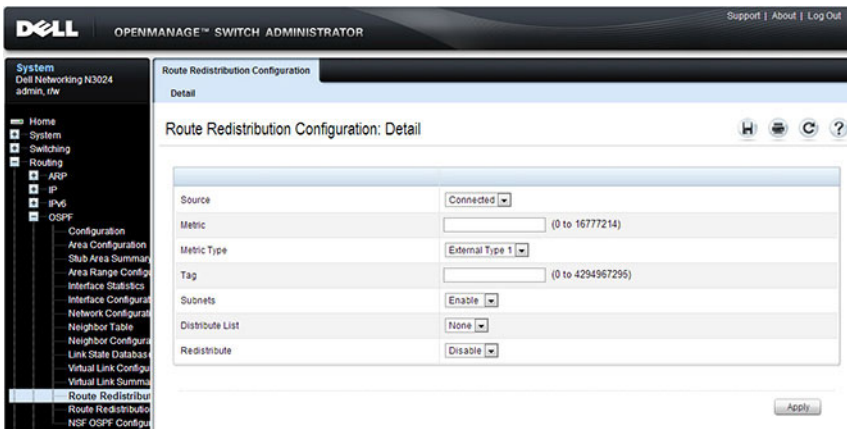 Support | About | Log Out
DELL
OPENMANAGE™ SWITCH ADMINISTRATOR
System
Dell Networking N3024
admin, r/w
Home
System
Switching
Routing
ARP
IP
IPv6
OSPF
Configuration
Area Configuration
Stub Area Summary
Area Range Configu
Interface Statistics
Interface Configurat
Network Configurati
Neighbor Table
Neighbor Configura
Link State Databas
Virtual Link Configu
Virtual Link Summa
Route Redistribut
Route Redistributio
NSF OSPF Configu
Route Redistribution Configuration
Detail
Route Redistribution Configuration: Detail
Source Connected
Metric (0 to 16777214)
Metric Type External Type 1
Tag (0 to 4294967295)
Subnets Enable
Distribute List None
Redistribute Disable
Apply